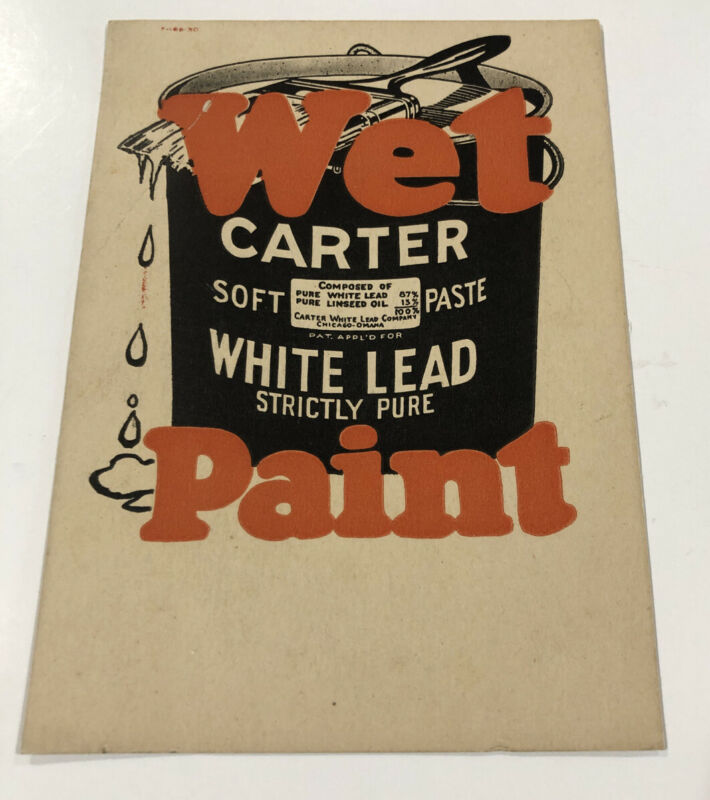 Wet
CARTER
SOFT PASTE
COMPOSED OF
PURE WHITE LEAD 87%
PURE LINSEED OIL 13%
100%
CARTER WHITE LEAD COMPANY
CHICAGO-OMAHA
PAT. APPL'D FOR
WHITE LEAD
STRICTLY PURE
Paint